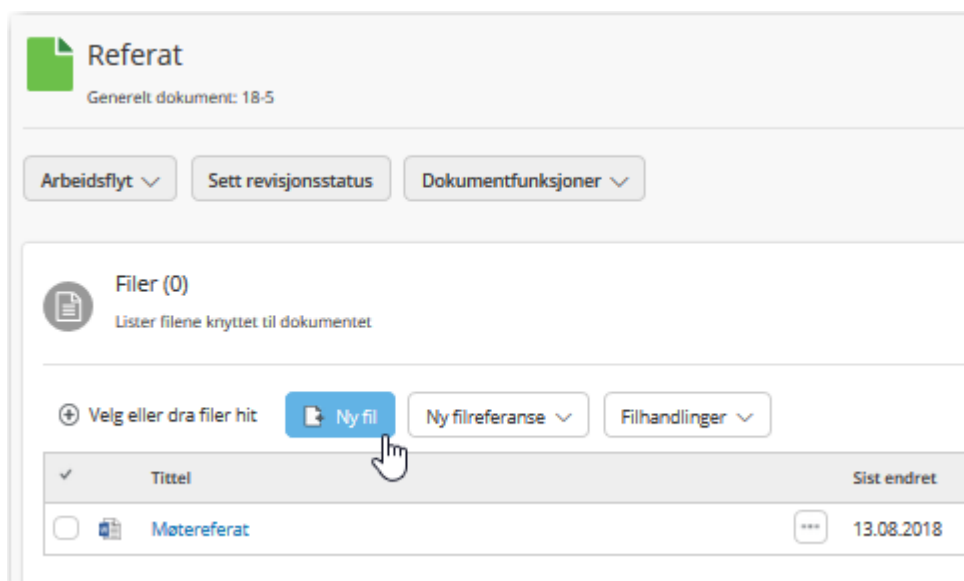 Referat
Generelt dokument: 18-5
Arbeidsflyt Sett revisjonsstatus Dokumentfunksjoner
Filer (0)
Lister filene knyttet til dokumentet
Velg eller dra filer hit Ny fil Ny filreferanse Filhandlinger
Tittel Sist endret
Møtereferat 13.08.2018